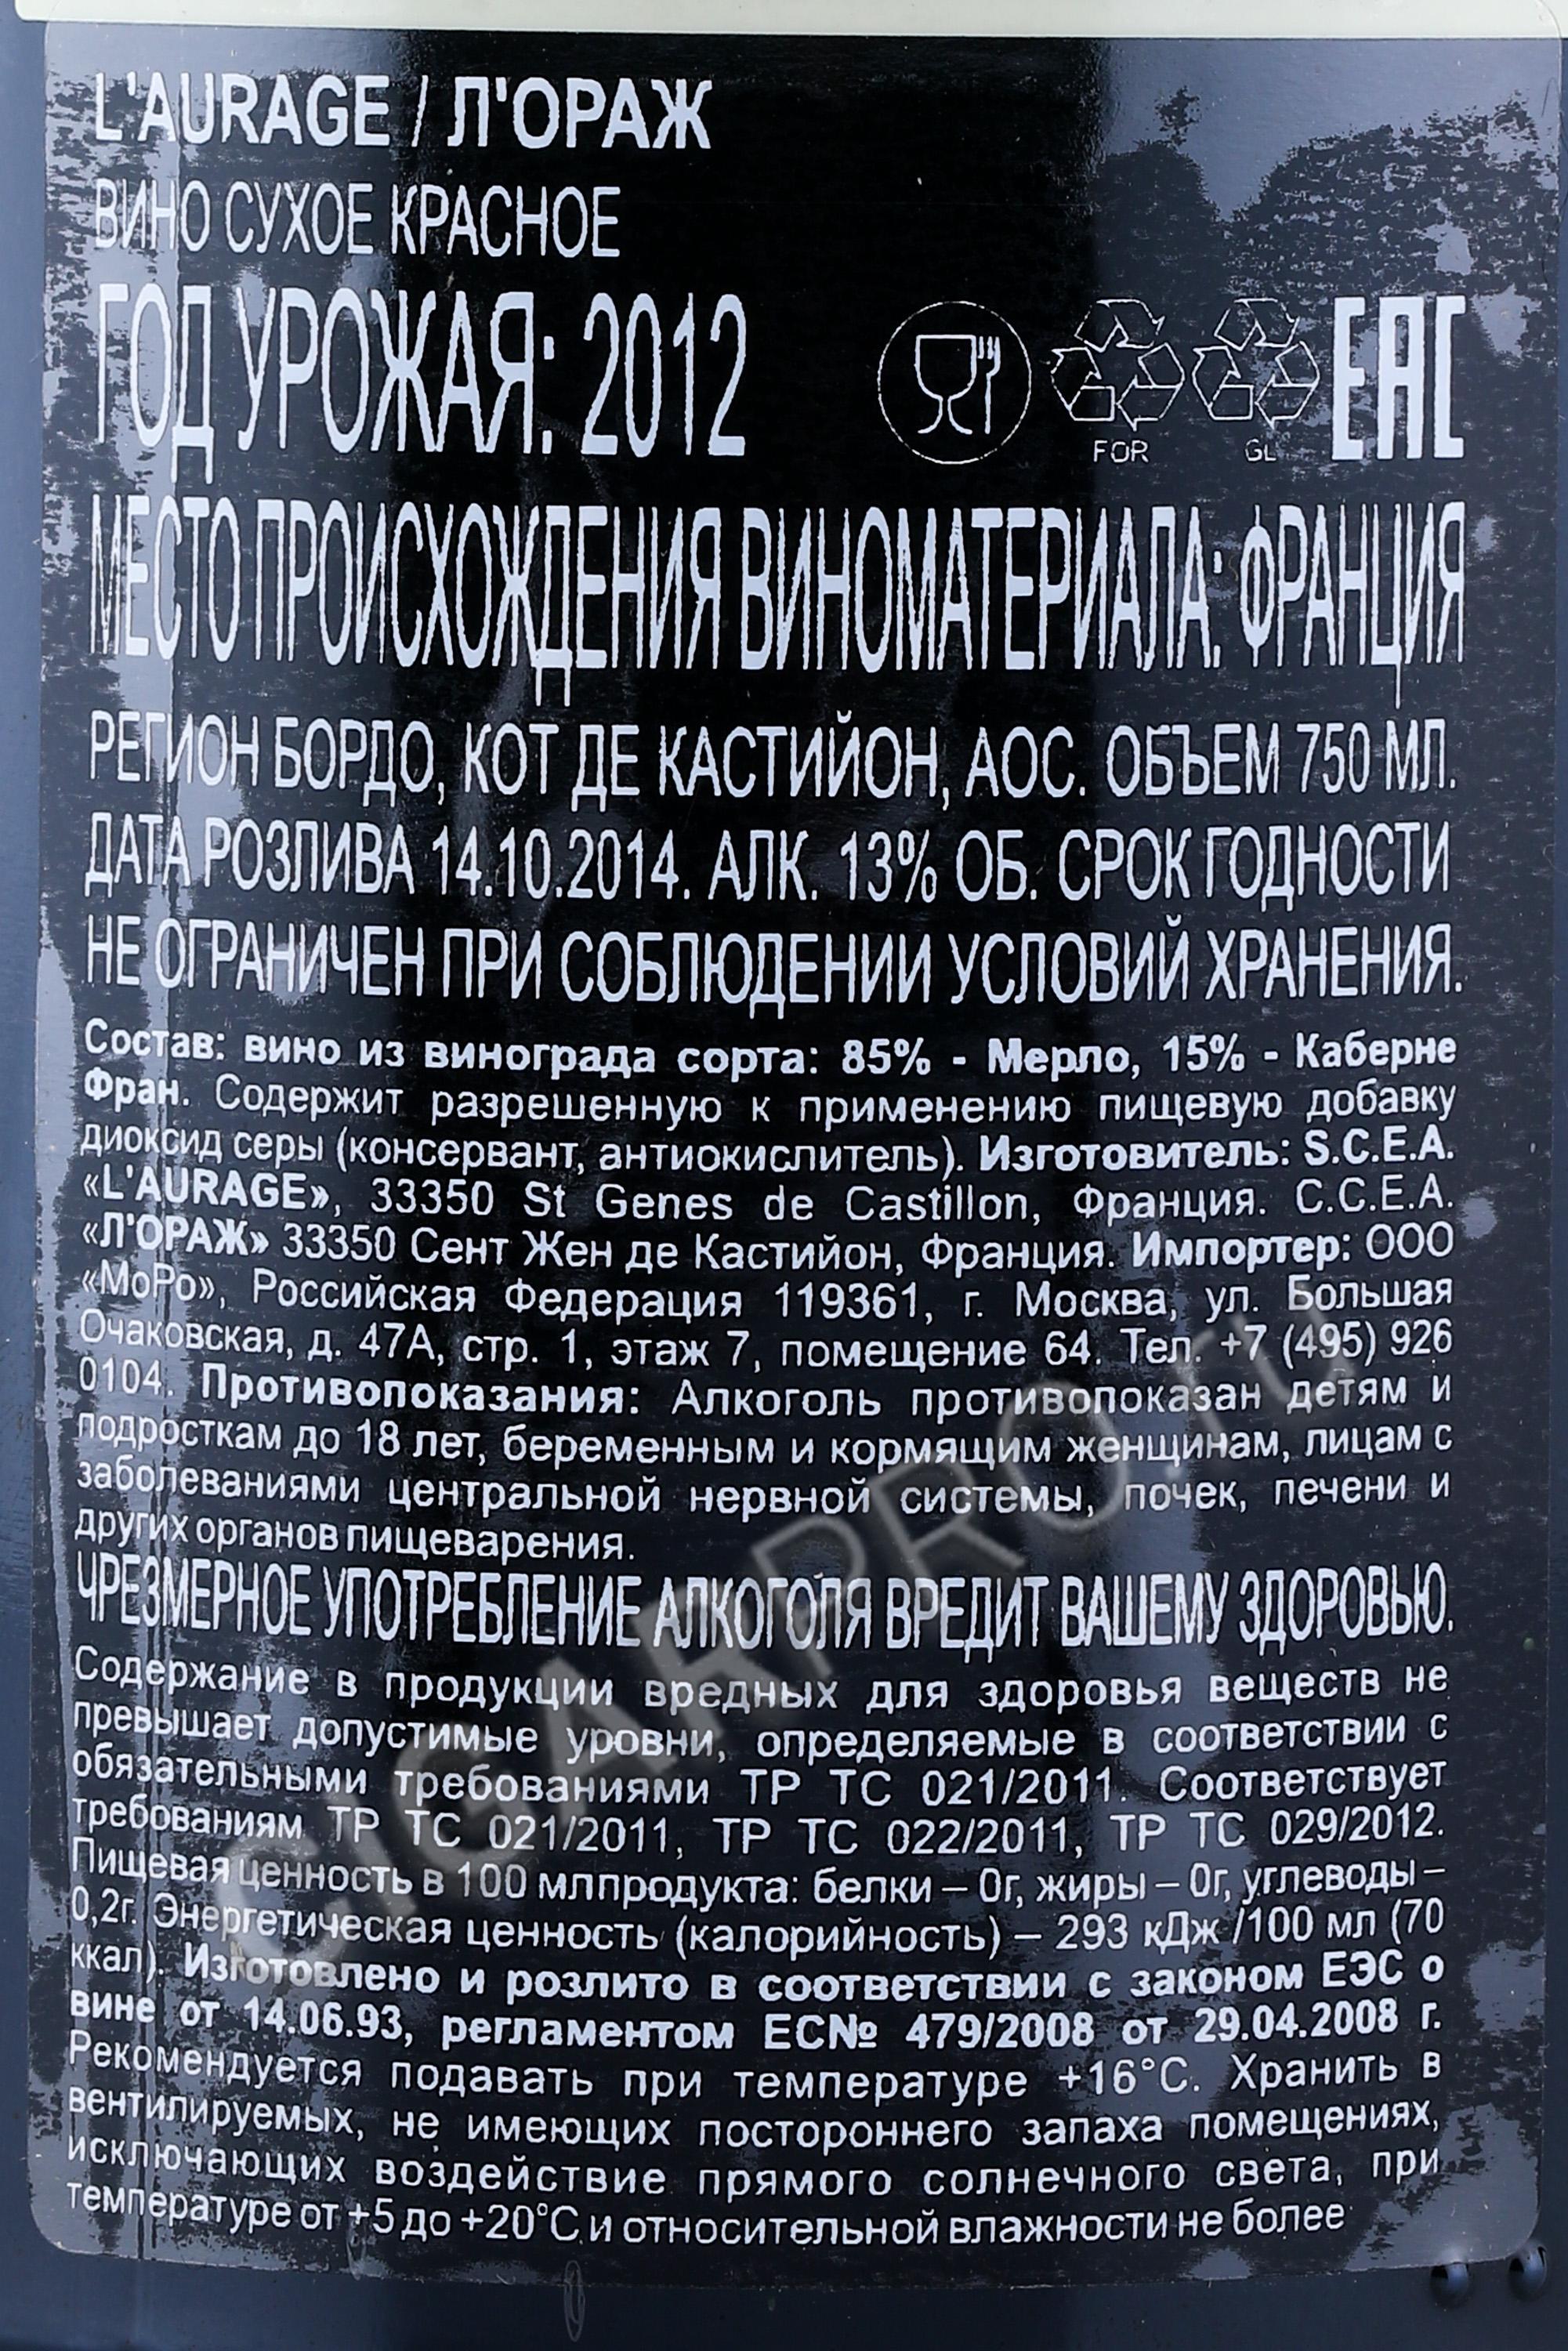 L'AURAGE / Л'ОРАЖ
ВИНО СУХОЕ КРАСНОЕ
ГОД УРОЖАЯ: 2012
FOR GL EAC
МЕСТО ПРОИСХОЖДЕНИЯ ВИНОМАТЕРИАЛА: ФРАНЦИЯ
РЕГИОН БОРДО, КОТ ДЕ КАСТИЙОН, АОС. ОБЪЕМ 750 МЛ.
ДАТА РОЗЛИВА 14.10.2014. АЛК. 13% ОБ. СРОК ГОДНОСТИ
НЕ ОГРАНИЧЕН ПРИ СОБЛЮДЕНИИ УСЛОВИЙ ХРАНЕНИЯ.
Состав: вино из винограда сорта: 85% - Мерло, 15% - Каберне
Фран. Содержит разрешенную к применению пищевую добавку
диоксид серы (консервант, антиокислитель). Изготовитель: S.C.E.A.
«L'AURAGE», 33350 St Genes de Castillon, Франция. С.С.Е.А.
«Л'ОРАЖ» 33350 Сент Жен де Кастийон, Франция. Импортер: ООО
«МоРо», Российская Федерация 119361, г. Москва, ул. Большая
Очаковская, д. 47А, стр. 1, этаж 7, помещение 64. Тел. +7 (495) 926
0104. Противопоказания: Алкоголь противопоказан детям и
подросткам до 18 лет, беременным и кормящим женщинам, лицам с
заболеваниями центральной нервной системы, почек, печени и
других органов пищеварения.
ЧРЕЗМЕРНОЕ УПОТРЕБЛЕНИЕ АЛКОГОЛЯ ВРЕДИТ ВАШЕМУ ЗДОРОВЬЮ.
Содержание в продукции вредных для здоровья веществ не
превышает допустимые уровни, определяемые в соответствии с
обязательными требованиями ТР ТС 021/2011. Соответствует
требованиям ТР ТС 021/2011, ТР ТС 022/2011, ТР ТС 029/2012.
Пищевая ценность в 100 млпродукта: белки – 0г, жиры – 0г, углеводы –
0,2г. Энергетическая ценность (калорийность) – 293 кДж /100 мл (70
ккал). Изготовлено и розлито в соответствии с законом ЕЭС о
вине от 14.06.93, регламентом ЕС№ 479/2008 от 29.04.2008 г.
Рекомендуется подавать при температуре +16°С. Хранить в
вентилируемых, не имеющих постороннего запаха помещениях,
исключающих воздействие прямого солнечного света, при
температуре от +5 до +20°С и относительной влажности не более
CIGARPRO.ru